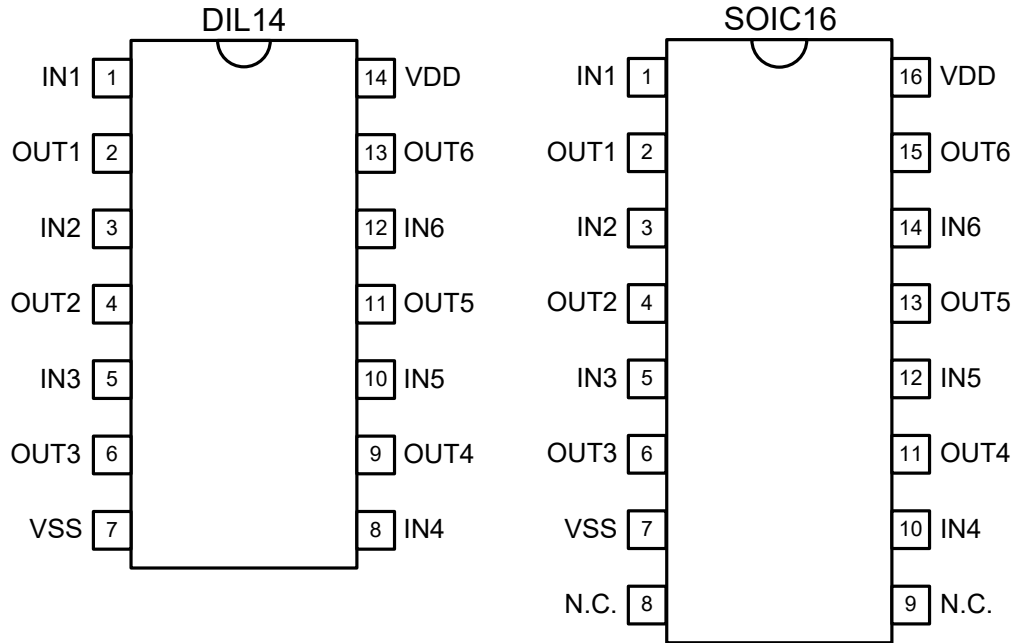 DIL14
IN1 1 14 VDD
OUT1 2 13 OUT6
IN2 3 12 IN6
OUT2 4 11 OUT5
IN3 5 10 IN5
OUT3 6 9 OUT4
VSS 7 8 IN4
SOIC16
IN1 1 16 VDD
OUT1 2 15 OUT6
IN2 3 14 IN6
OUT2 4 13 OUT5
IN3 5 12 IN5
OUT3 6 11 OUT4
VSS 7 10 IN4
N.C. 8 9 N.C.